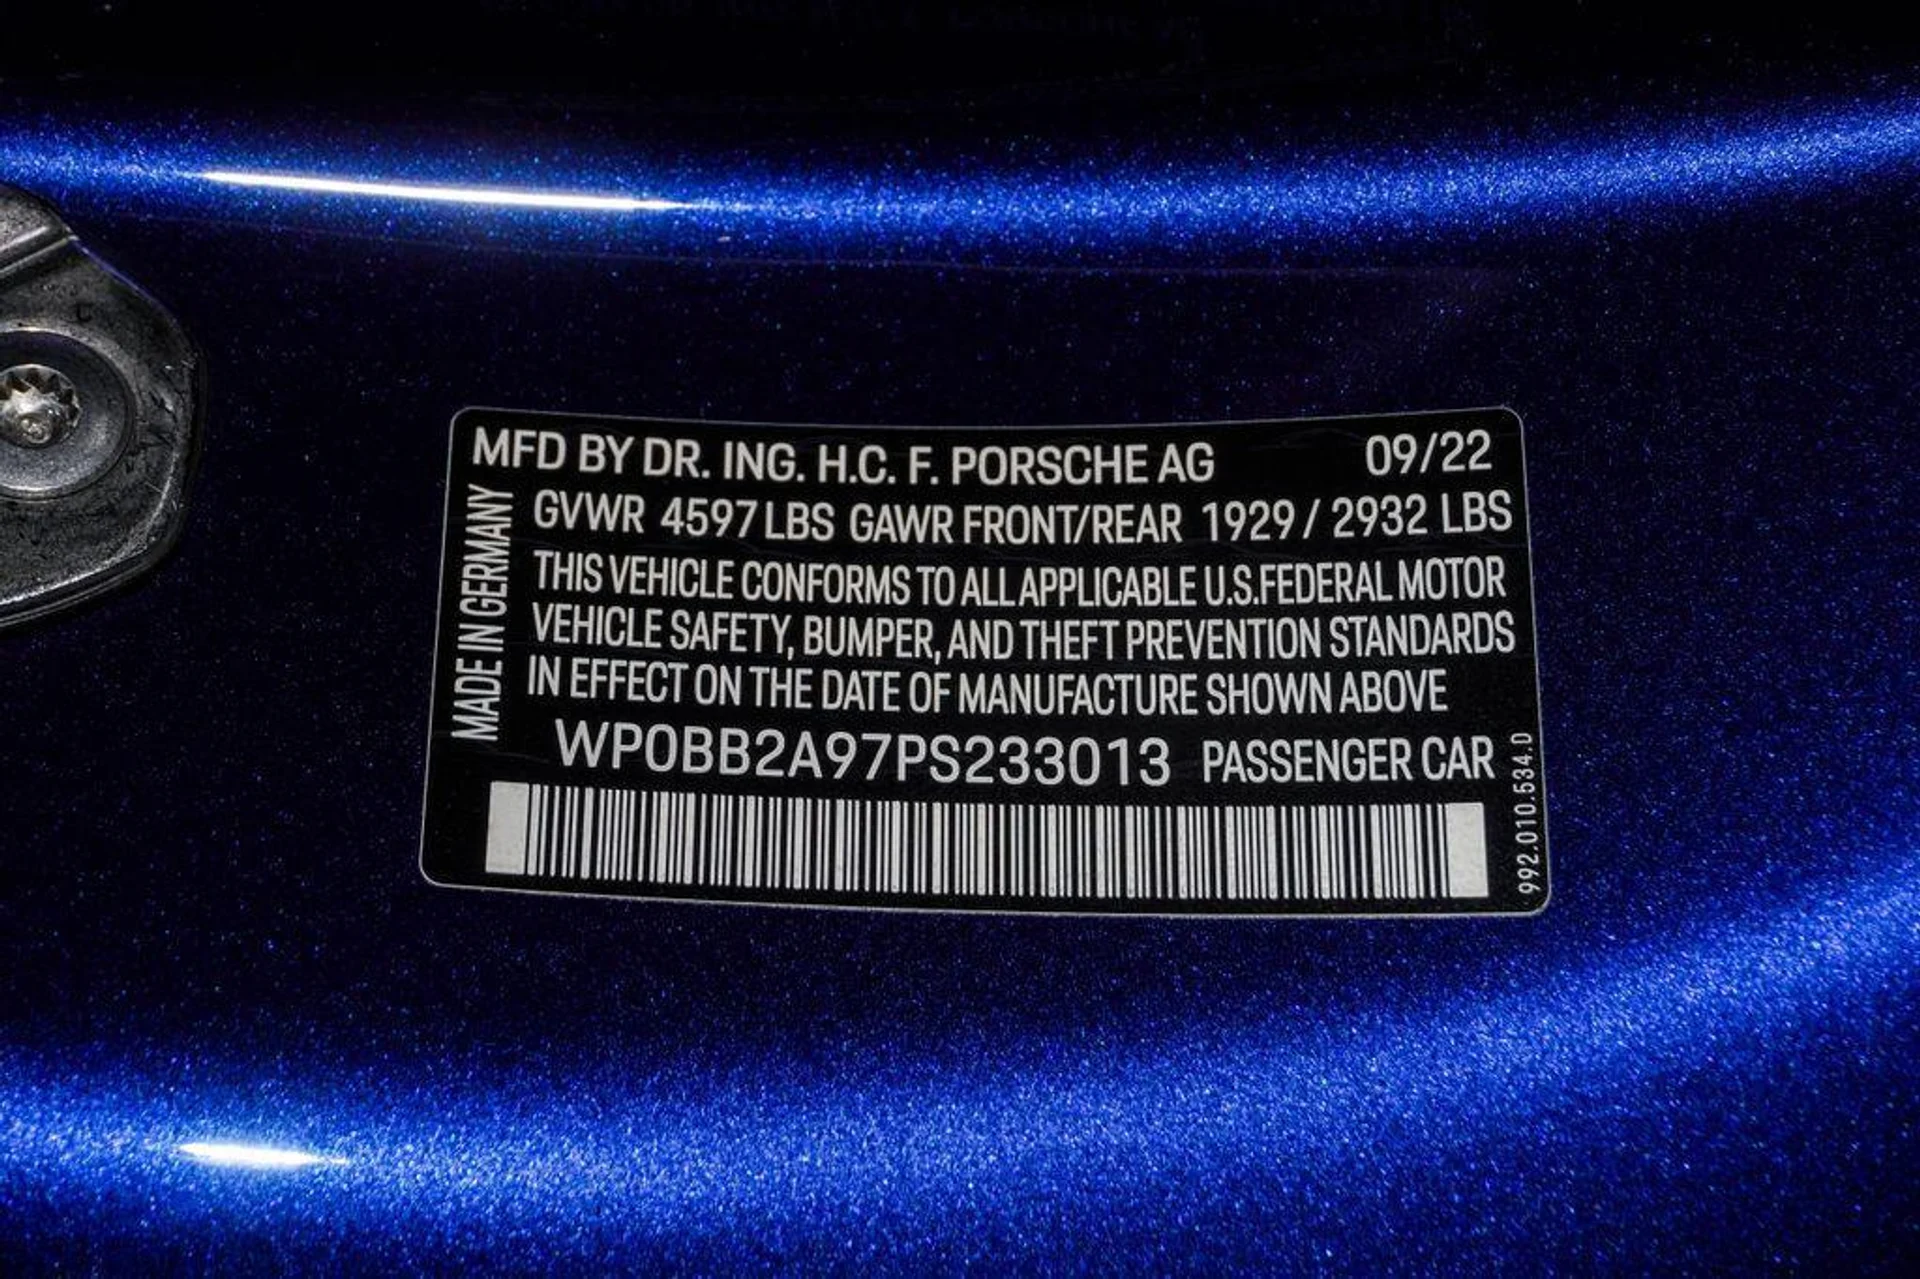 MFD BY DR. ING. H.C. F. PORSCHE AG 09/22
GVWR 4597 LBS GAWR FRONT/REAR 1929 / 2932 LBS
THIS VEHICLE CONFORMS TO ALL APPLICABLE U.S.FEDERAL MOTOR
VEHICLE SAFETY, BUMPER, AND THEFT PREVENTION STANDARDS
IN EFFECT ON THE DATE OF MANUFACTURE SHOWN ABOVE
WP0BB2A97PS233013 PASSENGER CAR
MADE IN GERMANY
992.010.534.D